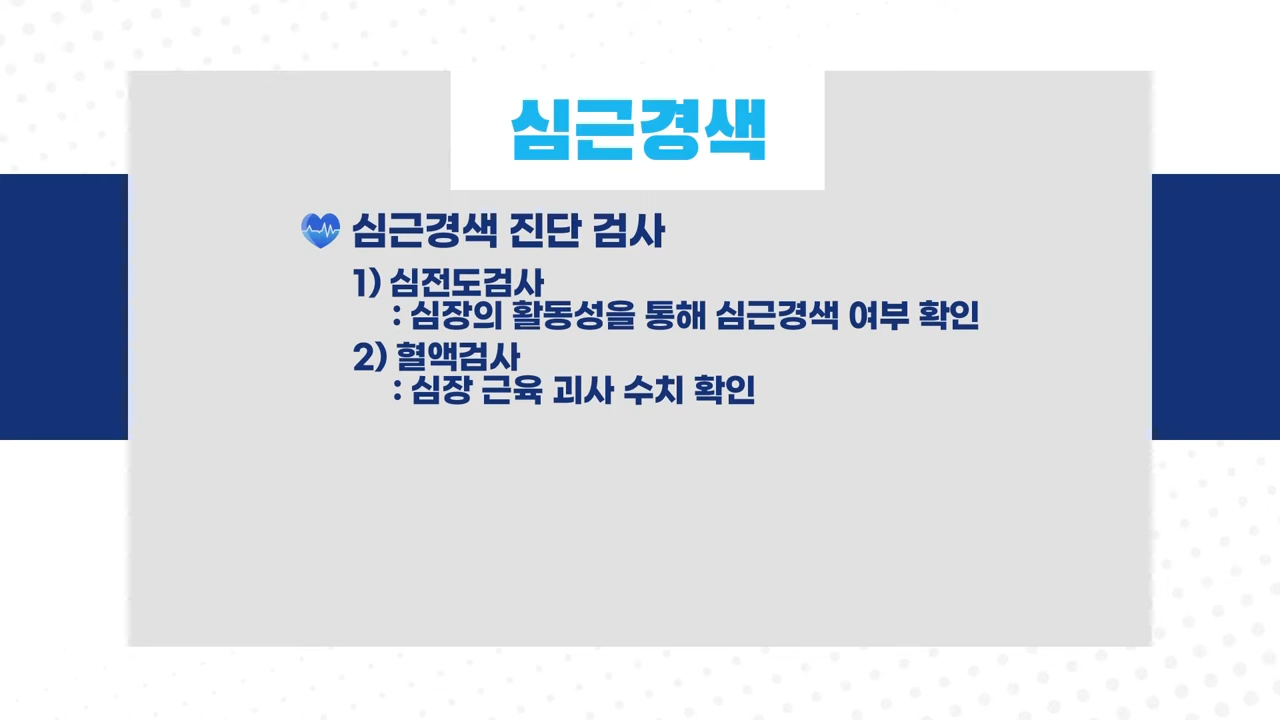 심근경색
심근경색 진단 검사
1) 심전도검사
: 심장의 활동성을 통해 심근경색 여부 확인
2) 혈액검사
: 심장 근육 괴사 수치 확인